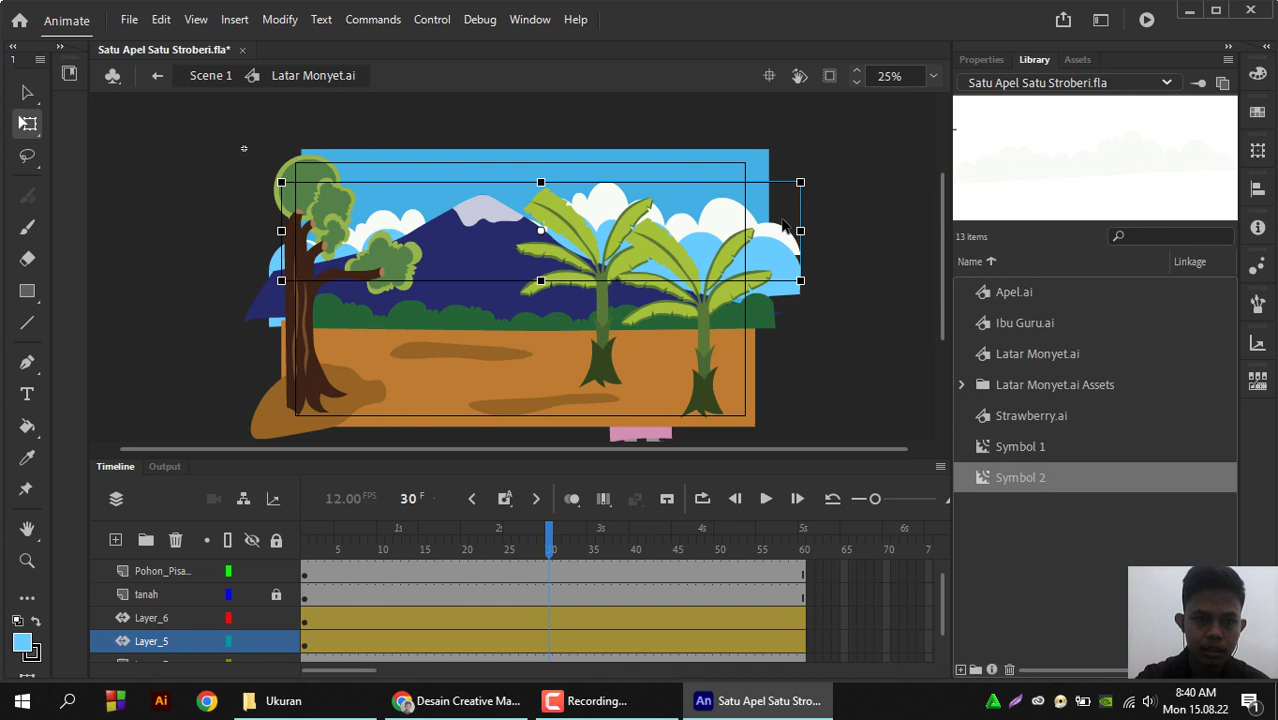 Animate
File Edit View Insert Modify Text Commands Control Debug Window Help
Satu Apel Satu Stroberi.fla*
Scene 1
Latar Monyet.ai
25%
1
Properties
Library
Assets
Satu Apel Satu Stroberi.fla
13 items
Name
Linkage
Apel.ai
Ibu Guru.ai
Latar Monyet.ai
Latar Monyet.ai Assets
Strawberry.ai
Symbol 1
Symbol 2
Timeline
Output
12.00 FPS
30 F
1s 2s 3s 4s 5s 6s
5 10 15 20 25 30 35 40 45 50 55 60 65 70 7
Pohon_Pisa...
tanah
Layer_6
Layer_5
Ai
Ukuran
Desain Creative Ma...
Recording...
An
Satu Apel Satu Stro...
8:40 AM
Mon 15.08.22